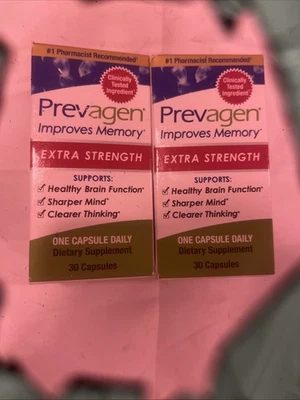 #1 Pharmacist Recommended*
Clinically
Tested
Ingredient*
Prevagen®
Improves Memory*
EXTRA STRENGTH
SUPPORTS:
Healthy Brain Function*
Sharper Mind*
Clearer Thinking*
ONE CAPSULE DAILY
Dietary Supplement
30 Capsules
#1 Pharmacist Recommended*
Clinically
Tested
Ingredient*
Prevagen®
Improves Memory*
EXTRA STRENGTH
SUPPORTS:
Healthy Brain Function*
Sharper Mind*
Clearer Thinking*
ONE CAPSULE DAILY
Dietary Supplement
30 Capsules